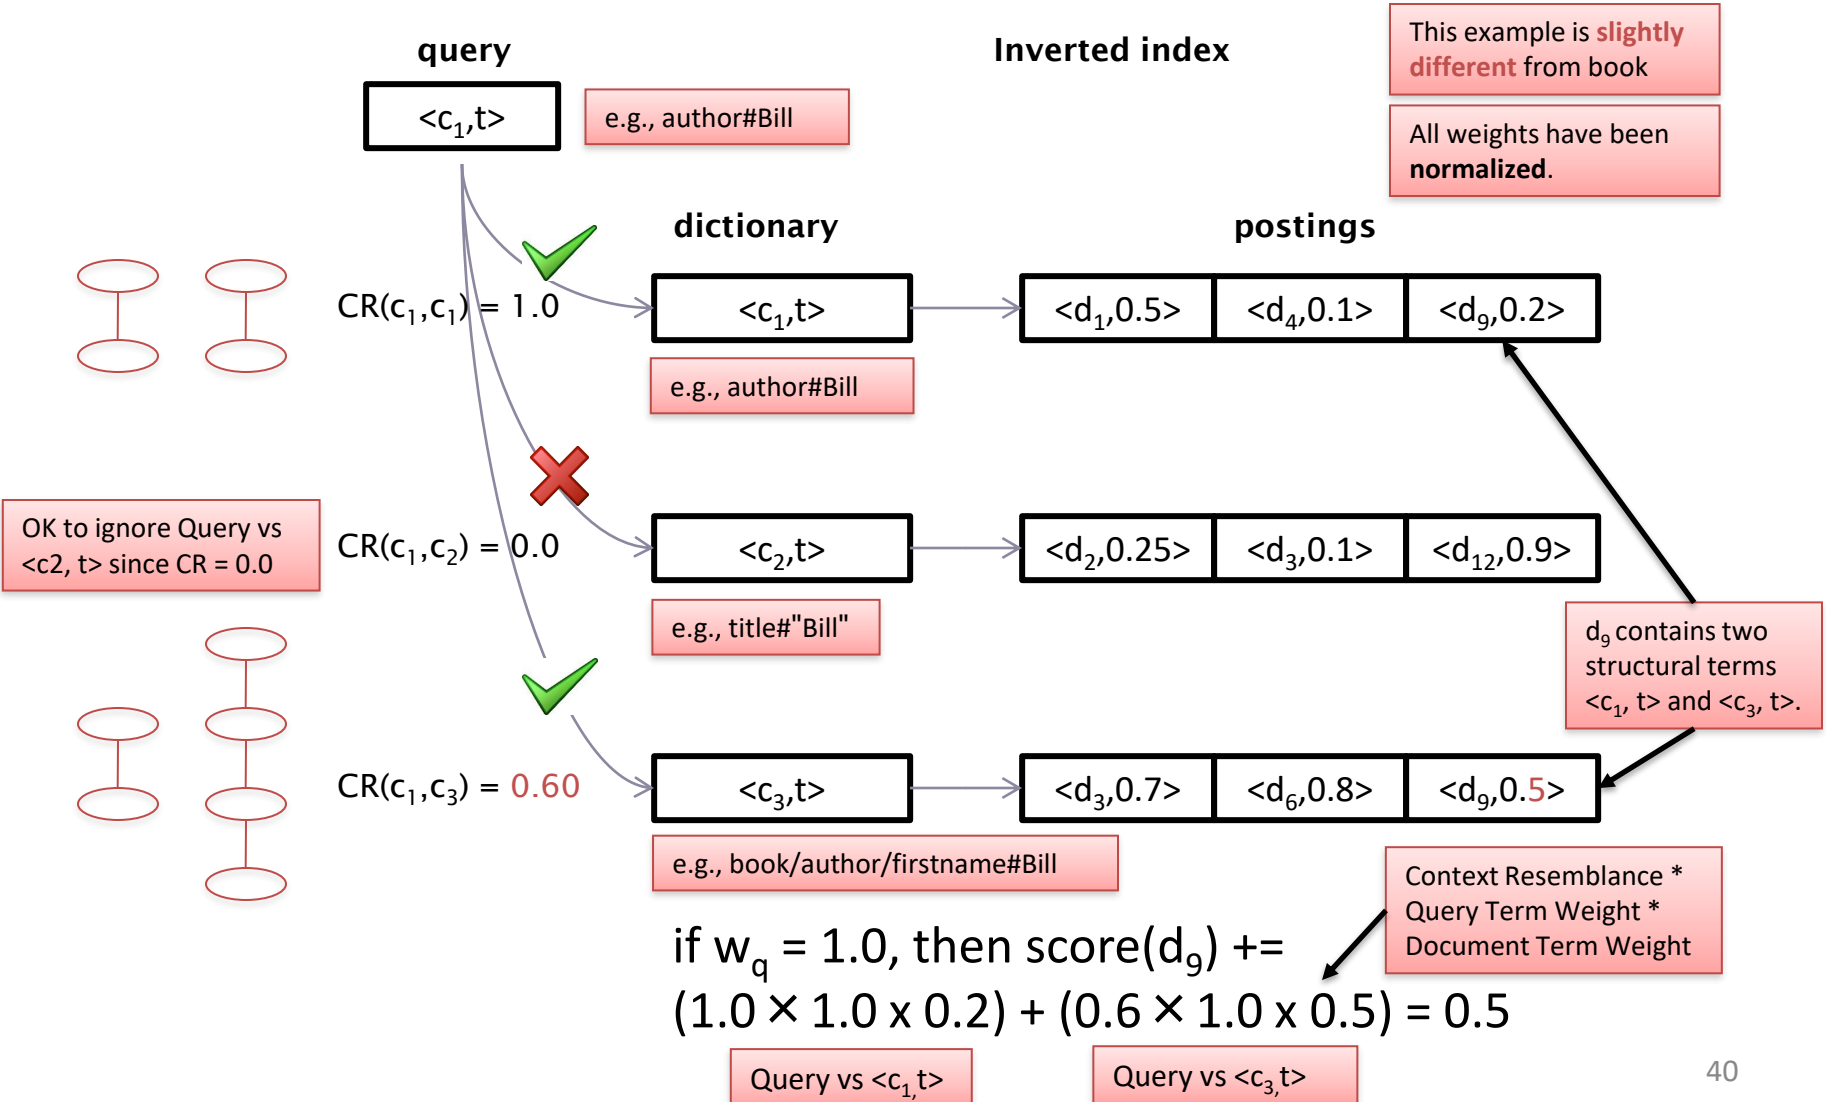 query
Inverted index
This example is slightly
different from book
<c1,t>
e.g., author#Bill
All weights have been
normalized.
dictionary
postings
CR(c1,c1) = 1.0
<c1,t>
<d1,0.5>
<d4,0.1>
<d9,0.2>
e.g., author#Bill
OK to ignore Query vs
<c2, t> since CR = 0.0
CR(c1,c2) = 0.0
<c2,t>
<d2,0.25>
<d3,0.1>
<d12,0.9>
e.g., title#"Bill"
d9 contains two
structural terms
<c1, t> and <c3, t>.
CR(c1,c3) = 0.60
<c3,t>
<d3,0.7>
<d6,0.8>
<d9,0.5>
e.g., book/author/firstname#Bill
Context Resemblance *
Query Term Weight *
Document Term Weight
if wq = 1.0, then score(d9) +=
(1.0 × 1.0 x 0.2) + (0.6 × 1.0 x 0.5) = 0.5
Query vs <c1,t>
Query vs <c3,t>
40